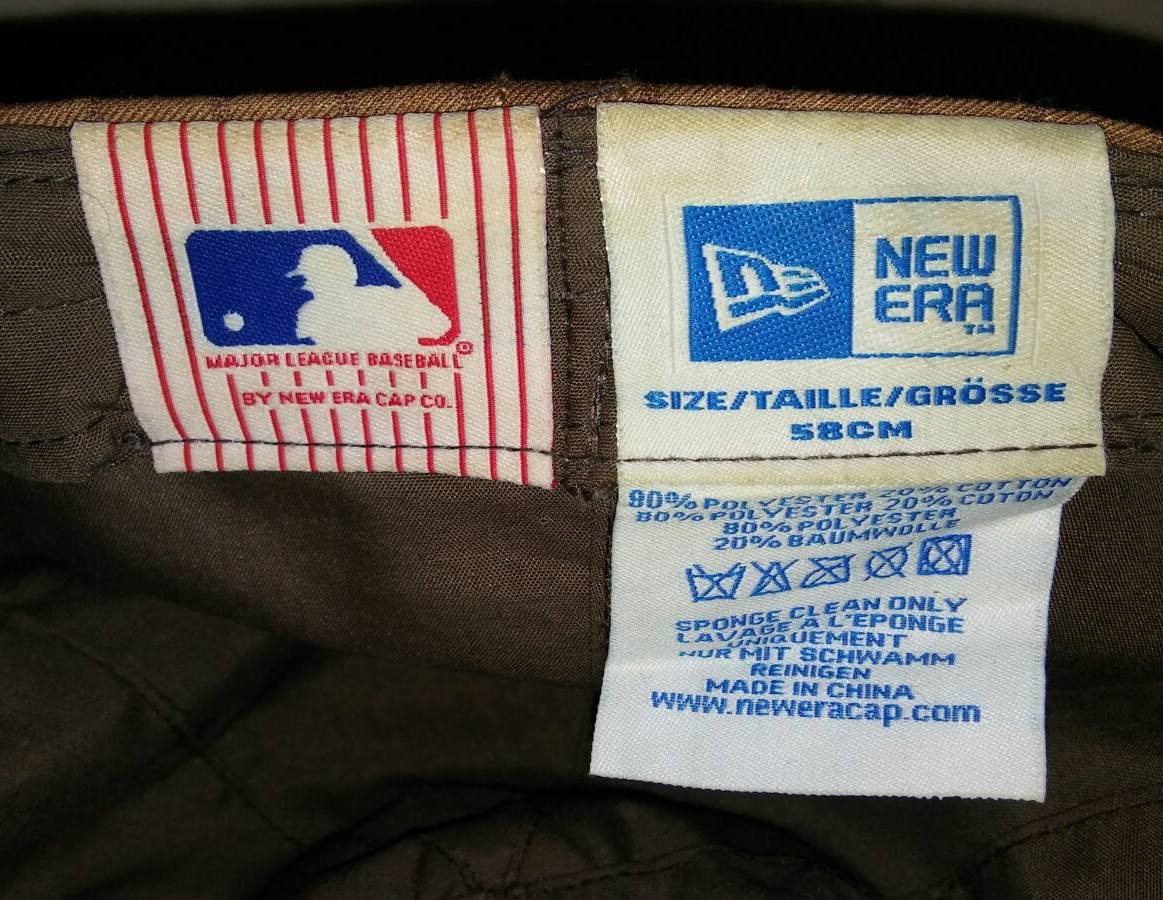 MAJOR LEAGUE BASEBALL®
BY NEW ERA CAP CO.
NEW
ERA™
SIZE/TAILLE/GRÖSSE
58CM
80% POLYESTER 20% COTTON
80% POLYESTER 20% COTON
80% POLYESTER
20% BAUMWOLLE
SPONGE CLEAN ONLY
LAVAGE A L'EPONGE
UNIQUEMENT
NUR MIT SCHWAMM
REINIGEN
MADE IN CHINA
www.neweracap.com